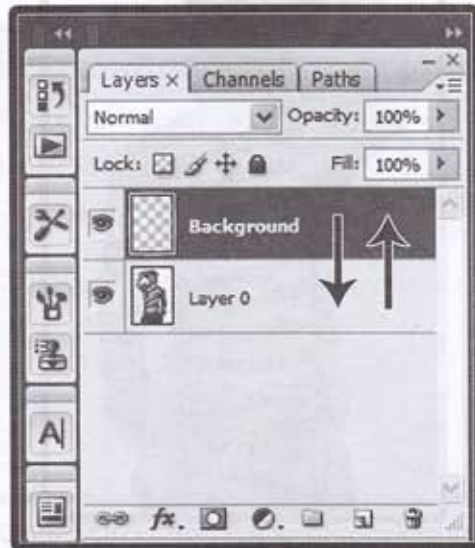 Layers × Channels Paths
Normal Opacity: 100%
Lock: Fill: 100%
Background
Layer 0
A
fx.